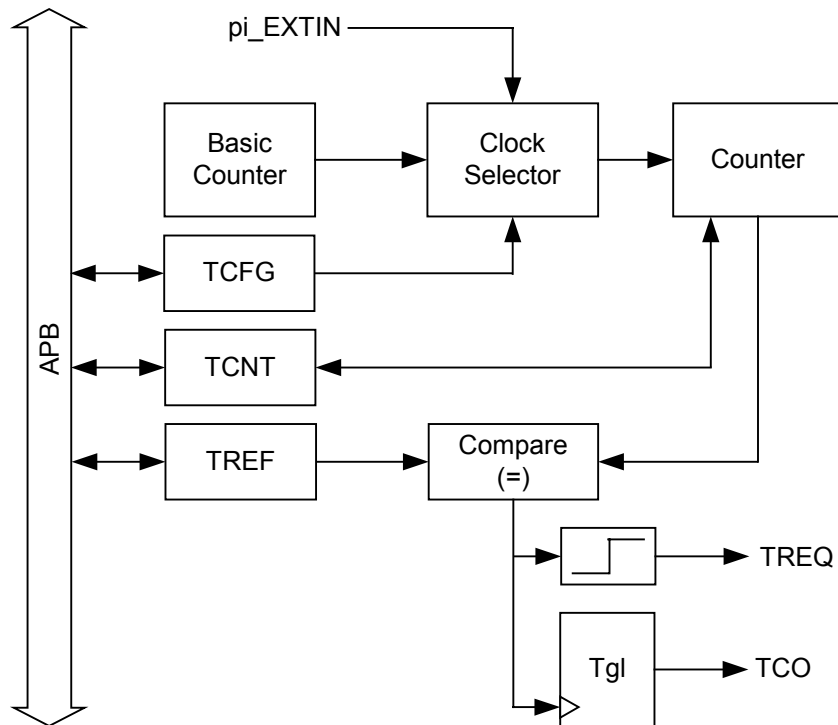 pi_EXTIN
Basic
Counter
Clock
Selector
Counter
TCFG
APB
TCNT
TREF
Compare
(=)
TREQ
Tgl
TCO